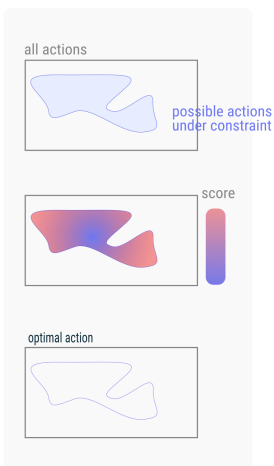 all actions
possible actions
under constraint
score
optimal action